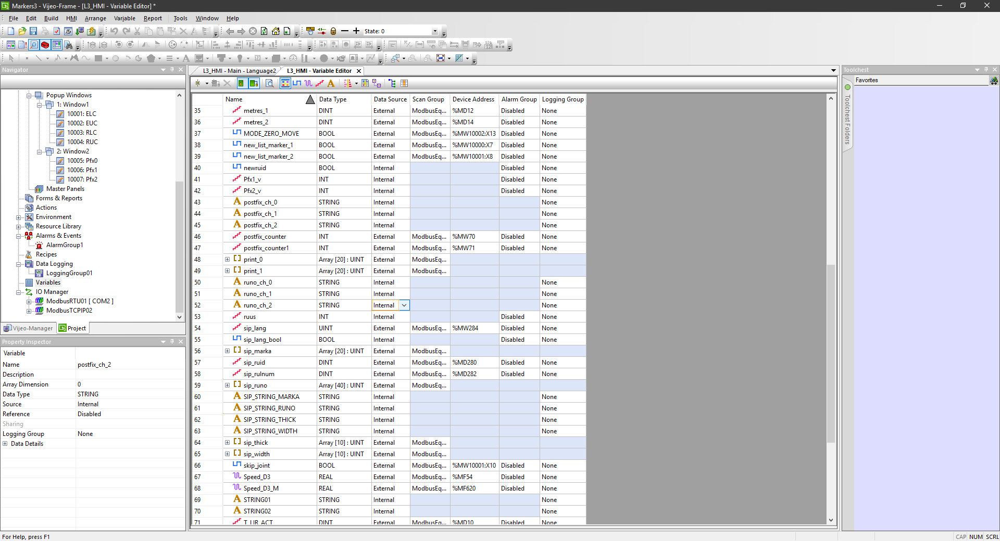 Markers3 - Vijeo-Frame - [L3_HMI - Variable Editor] *
File Edit Build HMI Arrange Variable Report Tools Window Help
State: 0
Navigator
Popup Windows
1: Window1
10001: ELC
10002: EUC
10003: RLC
10004: RUC
2: Window2
10005: Pfx0
10006: Pfx1
10007: Pfx2
Master Panels
Forms & Reports
Actions
Environment
Resource Library
Alarms & Events
AlarmGroup1
Recipes
Data Logging
LoggingGroup01
Variables
IO Manager
ModbusRTU01 [ COM2 ]
ModbusTCPIP02
Vijeo-Manager Project
Property Inspector
Variable
Name postfix_ch_2
Description
Array Dimension 0
Data Type STRING
Source Internal
Reference Disabled
Sharing
Logging Group None
Data Details
L3_HMI - Main - Language2 L3_HMI - Variable Editor
Name Data Type Data Source Scan Group Device Address Alarm Group Logging Group
35 metres_1 DINT External ModbusEq... %MD12 Disabled None
36 metres_2 DINT External ModbusEq... %MD14 Disabled None
37 MODE_ZERO_MOVE BOOL External ModbusEq... %MW10002:X13 Disabled None
38 new_list_marker_1 BOOL External ModbusEq... %MW10000:X7 Disabled None
39 new_list_marker_2 BOOL External ModbusEq... %MW10001:X8 Disabled None
40 newruid BOOL Internal Disabled None
41 Pfx1_v INT Internal Disabled None
42 Pfx2_v INT Internal Disabled None
43 postfix_ch_0 STRING Internal None
44 postfix_ch_1 STRING Internal None
45 postfix_ch_2 STRING Internal None
46 postfix_counter INT External ModbusEq... %MW70 Disabled None
47 postfix_counter1 INT External ModbusEq... %MW71 Disabled None
48 print_0 Array [20] : UINT External ModbusEq...
49 print_1 Array [20] : UINT External ModbusEq...
50 runo_ch_0 STRING Internal None
51 runo_ch_1 STRING Internal None
52 runo_ch_2 STRING Internal None
53 ruus INT Internal Disabled None
54 sip_lang UINT External ModbusEq... %MW284 Disabled None
55 sip_lang_bool BOOL Internal Disabled None
56 sip_marka Array [20] : UINT External ModbusEq...
57 sip_ruid DINT External ModbusEq... %MD280 Disabled None
58 sip_rulnum DINT External ModbusEq... %MD282 Disabled None
59 sip_runo Array [40] : UINT External ModbusEq...
60 SIP_STRING_MARKA STRING Internal None
61 SIP_STRING_RUNO STRING Internal None
62 SIP_STRING_THICK STRING Internal None
63 SIP_STRING_WIDTH STRING Internal None
64 sip_thick Array [10] : UINT External ModbusEq...
65 sip_width Array [10] : UINT External ModbusEq...
66 skip_joint BOOL External ModbusEq... %MW10001:X10 Disabled None
67 Speed_D3 REAL External ModbusEq... %MF54 Disabled None
68 Speed_D3_M REAL External ModbusEq... %MF620 Disabled None
69 STRING01 STRING Internal None
70 STRING02 STRING Internal None
71 T_LIR_ACT DINT External ModbusEq... %MD10 Disabled None
Toolchest
Favorites
Toolchest Folders
For Help, press F1
CAP NUM SCRL